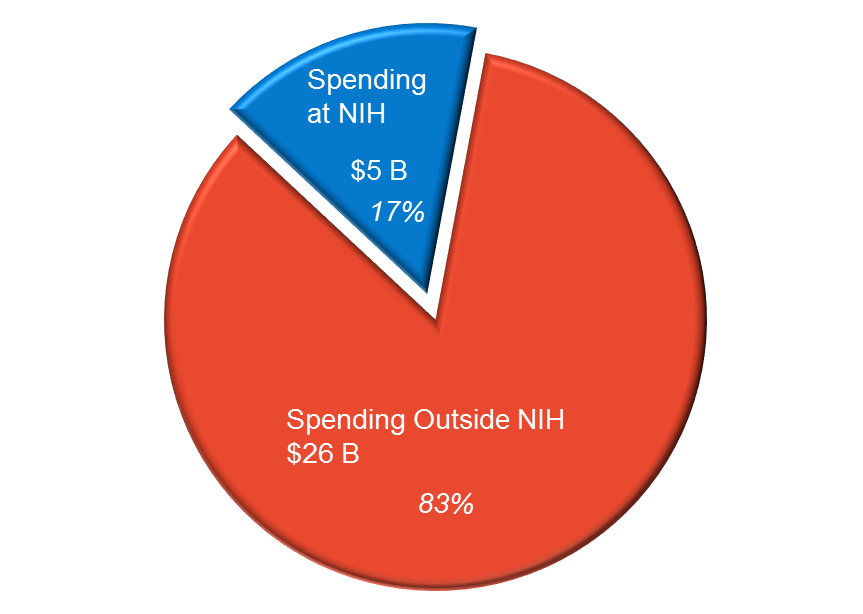 Spending
at NIH
$5 B
17%
Spending Outside NIH
$26 B
83%